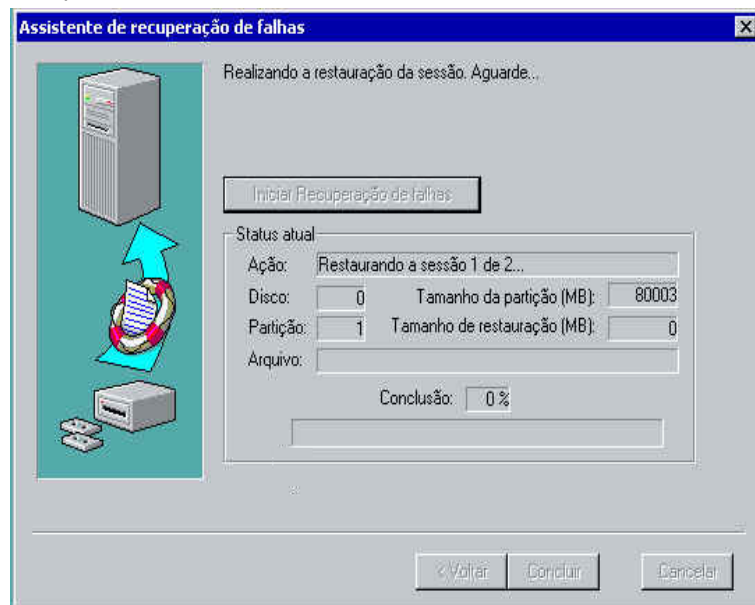 Assistente de recuperação de falhas
Realizando a restauração da sessão. Aguarde...
Iniciar Recuperação de falhas
Status atual
Ação: Restaurando a sessão 1 de 2...
Disco: 0 Tamanho da partição (MB): 80003
Partição: 1 Tamanho de restauração (MB): 0
Arquivo:
Conclusão: 0 %
< Voltar Concluir Cancelar